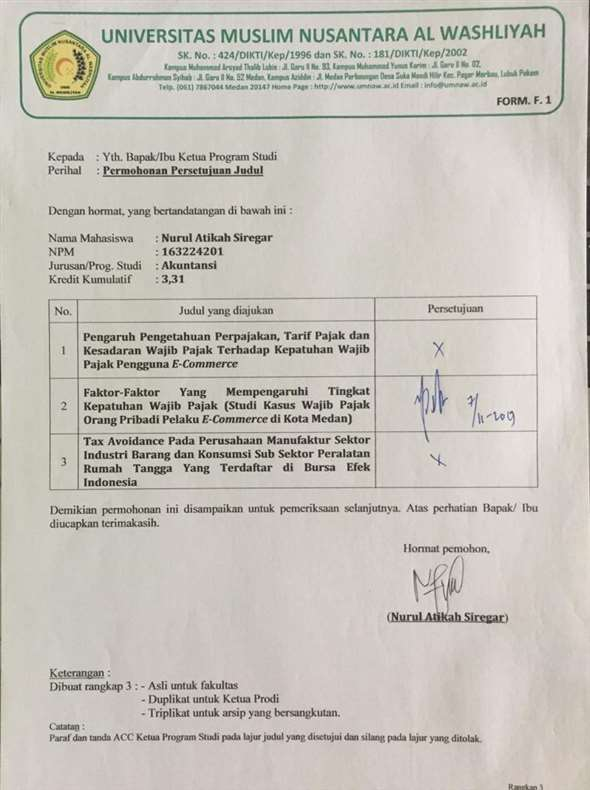 UNIVERSITAS MUSLIM NUSANTARA AL WASHLIYAH
SK. No. : 424/DIKTI/Kep/1996 dan SK. No. : 181/DIKTI/Kep/2002
Kampus Muhammad Arsyad Thalib Lubis : Jl. Garu II No. 93, Kampus Muhammad Yunus Karim : Jl. Garu II No. 02,
Kampus Abdurrahman Syihab : Jl. Garu II No. 52 Medan, Kampus Aziddin : Jl. Medan Perbaungan Desa Suka Mandi Hilir Kec. Pagar Merbau, Lubuk Pakam
Telp. (061) 7867044 Medan 20147 Home Page : http://www.umnaw.ac.id Email : info@umnaw.ac.id
FORM. F. 1
Kepada : Yth. Bapak/Ibu Ketua Program Studi
Perihal : Permohonan Persetujuan Judul
Dengan hormat, yang bertandatangan di bawah ini :
Nama Mahasiswa : Nurul Atikah Siregar
NPM : 163224201
Jurusan/Prog. Studi : Akuntansi
Kredit Kumulatif : 3,31
No. Judul yang diajukan Persetujuan
1 Pengaruh Pengetahuan Perpajakan, Tarif Pajak dan
Kesadaran Wajib Pajak Terhadap Kepatuhan Wajib
Pajak Pengguna E-Commerce
X
2 Faktor-Faktor Yang Mempengaruhi Tingkat
Kepatuhan Wajib Pajak (Studi Kasus Wajib Pajak
Orang Pribadi Pelaku E-Commerce di Kota Medan)
7/11-2019
3 Tax Avoidance Pada Perusahaan Manufaktur Sektor
Industri Barang dan Konsumsi Sub Sektor Peralatan
Rumah Tangga Yang Terdaftar di Bursa Efek
Indonesia
X
Demikian permohonan ini disampaikan untuk pemeriksaan selanjutnya. Atas perhatian Bapak/ Ibu
diucapkan terimakasih.
Hormat pemohon,
(Nurul Atikah Siregar)
Keterangan :
Dibuat rangkap 3 : - Asli untuk fakultas
- Duplikat untuk Ketua Prodi
- Triplikat untuk arsip yang bersangkutan.
Catatan :
Paraf dan tanda ACC Ketua Program Studi pada lajur judul yang disetujui dan silang pada lajur yang ditolak.
Rangkap 3